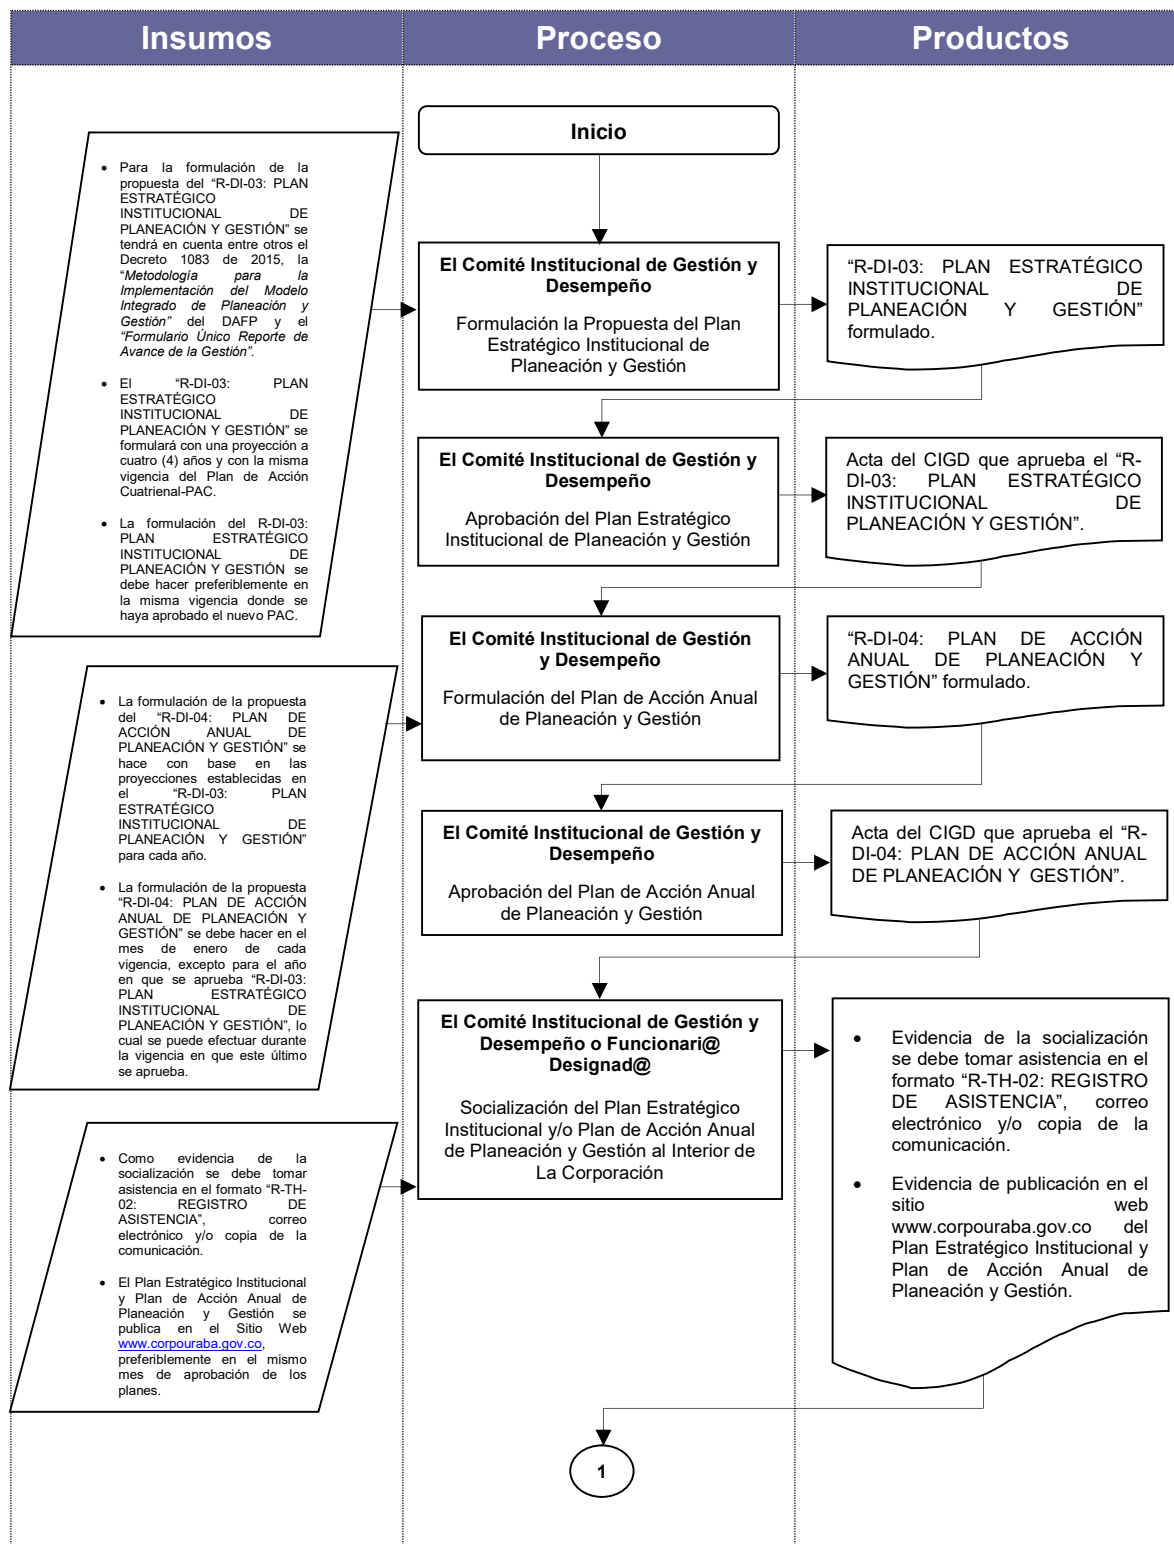 Insumos
Proceso
Productos
Inicio
• Para la formulación de la
propuesta del “R-DI-03: PLAN
ESTRATÉGICO
INSTITUCIONAL DE
PLANEACIÓN Y GESTIÓN” se
tendrá en cuenta entre otros el
Decreto 1083 de 2015, la
“Metodología para la
Implementación del Modelo
Integrado de Planeación y
Gestión” del DAFP y el
“Formulario Único Reporte de
Avance de la Gestión”.
• El “R-DI-03: PLAN
ESTRATÉGICO
INSTITUCIONAL DE
PLANEACIÓN Y GESTIÓN” se
formulará con una proyección a
cuatro (4) años y con la misma
vigencia del Plan de Acción
Cuatrienal-PAC.
• La formulación del R-DI-03:
PLAN ESTRATÉGICO
INSTITUCIONAL DE
PLANEACIÓN Y GESTIÓN se
debe hacer preferiblemente en
la misma vigencia donde se
haya aprobado el nuevo PAC.
El Comité Institucional de Gestión y
Desempeño
Formulación la Propuesta del Plan
Estratégico Institucional de
Planeación y Gestión
“R-DI-03: PLAN ESTRATÉGICO
INSTITUCIONAL DE
PLANEACIÓN Y GESTIÓN”
formulado.
El Comité Institucional de Gestión y
Desempeño
Aprobación del Plan Estratégico
Institucional de Planeación y Gestión
Acta del CIGD que aprueba el “R-
DI-03: PLAN ESTRATÉGICO
INSTITUCIONAL DE
PLANEACIÓN Y GESTIÓN”.
• La formulación de la propuesta
del “R-DI-04: PLAN DE
ACCIÓN ANUAL DE
PLANEACIÓN Y GESTIÓN” se
hace con base en las
proyecciones establecidas en
el “R-DI-03: PLAN
ESTRATÉGICO
INSTITUCIONAL DE
PLANEACIÓN Y GESTIÓN”
para cada año.
• La formulación de la propuesta
“R-DI-04: PLAN DE ACCIÓN
ANUAL DE PLANEACIÓN Y
GESTIÓN” se debe hacer en el
mes de enero de cada
vigencia, excepto para el año
en que se aprueba “R-DI-03:
PLAN ESTRATÉGICO
INSTITUCIONAL DE
PLANEACIÓN Y GESTIÓN”, lo
cual se puede efectuar durante
la vigencia en que este último
se aprueba.
El Comité Institucional de Gestión
y Desempeño
Formulación del Plan de Acción Anual
de Planeación y Gestión
“R-DI-04: PLAN DE ACCIÓN
ANUAL DE PLANEACIÓN Y
GESTIÓN” formulado.
El Comité Institucional de Gestión y
Desempeño
Aprobación del Plan de Acción Anual
de Planeación y Gestión
Acta del CIGD que aprueba el “R-
DI-04: PLAN DE ACCIÓN ANUAL
DE PLANEACIÓN Y GESTIÓN”.
• Como evidencia de la
socialización se debe tomar
asistencia en el formato “R-TH-
02: REGISTRO DE
ASISTENCIA”, correo
electrónico y/o copia de la
comunicación.
• El Plan Estratégico Institucional
y Plan de Acción Anual de
Planeación y Gestión se
publica en el Sitio Web
www.corpouraba.gov.co,
preferiblemente en el mismo
mes de aprobación de los
planes.
El Comité Institucional de Gestión y
Desempeño o Funcionari@
Designad@
Socialización del Plan Estratégico
Institucional y/o Plan de Acción Anual
de Planeación y Gestión al Interior de
La Corporación
• Evidencia de la socialización
se debe tomar asistencia en el
formato “R-TH-02: REGISTRO
DE ASISTENCIA”, correo
electrónico y/o copia de la
comunicación.
• Evidencia de publicación en el
sitio web
www.corpouraba.gov.co del
Plan Estratégico Institucional y
Plan de Acción Anual de
Planeación y Gestión.
1